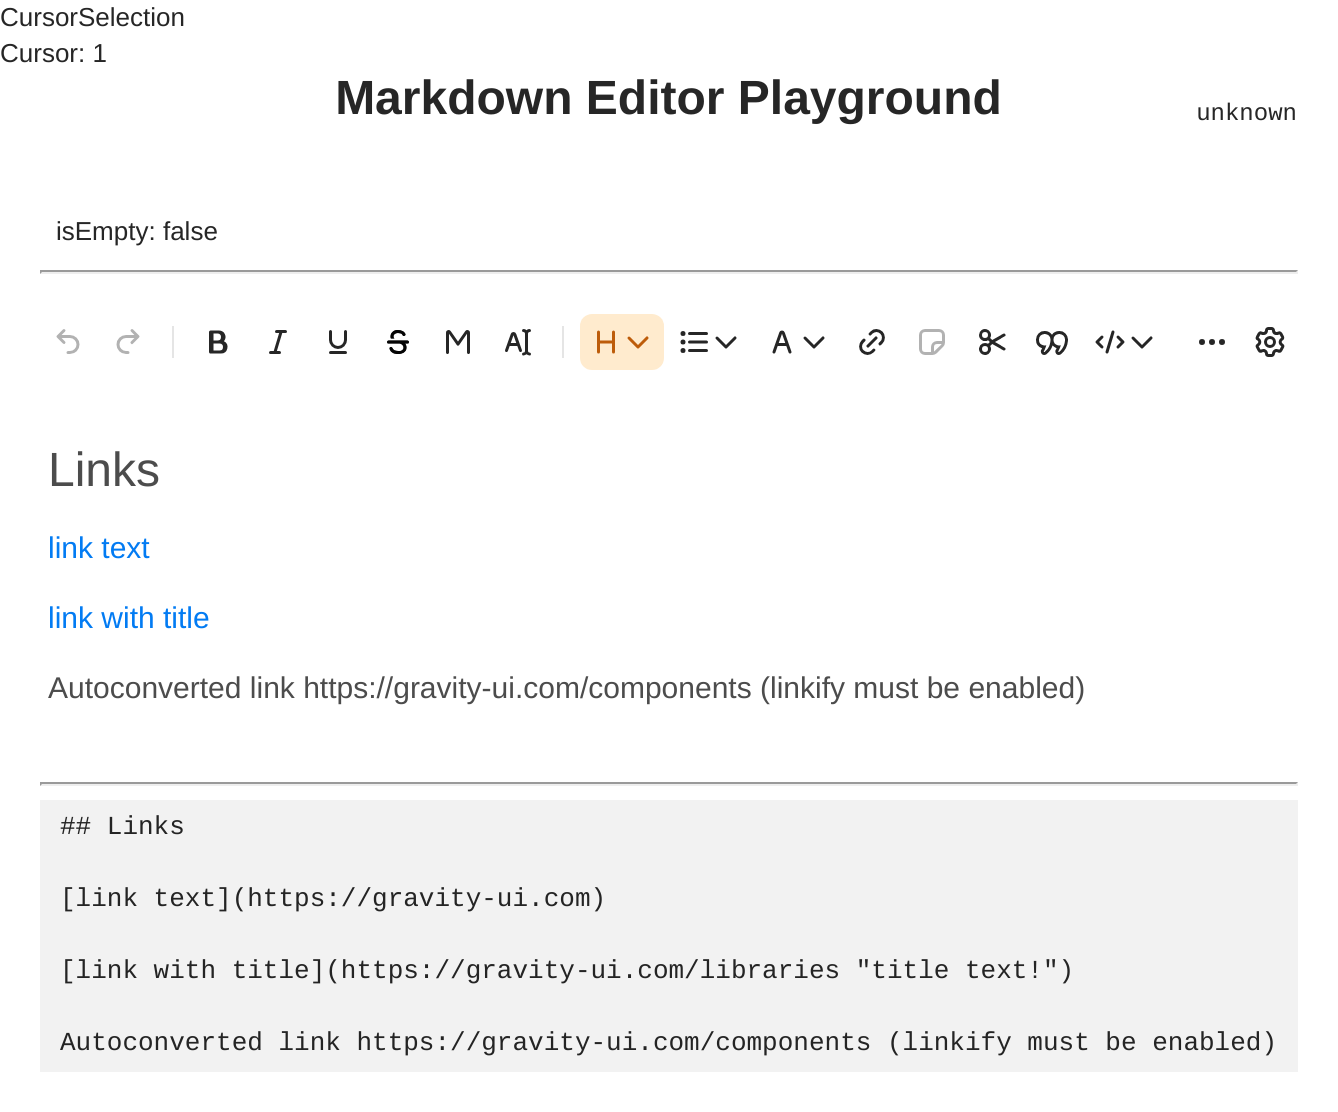 CursorSelection
Cursor: 1
Markdown Editor Playground
unknown
isEmpty: false
Links
link text
link with title
Autoconverted link https://gravity-ui.com/components (linkify must be enabled)
## Links
[link text](https://gravity-ui.com)
[link with title](https://gravity-ui.com/libraries "title text!")
Autoconverted link https://gravity-ui.com/components (linkify must be enabled)